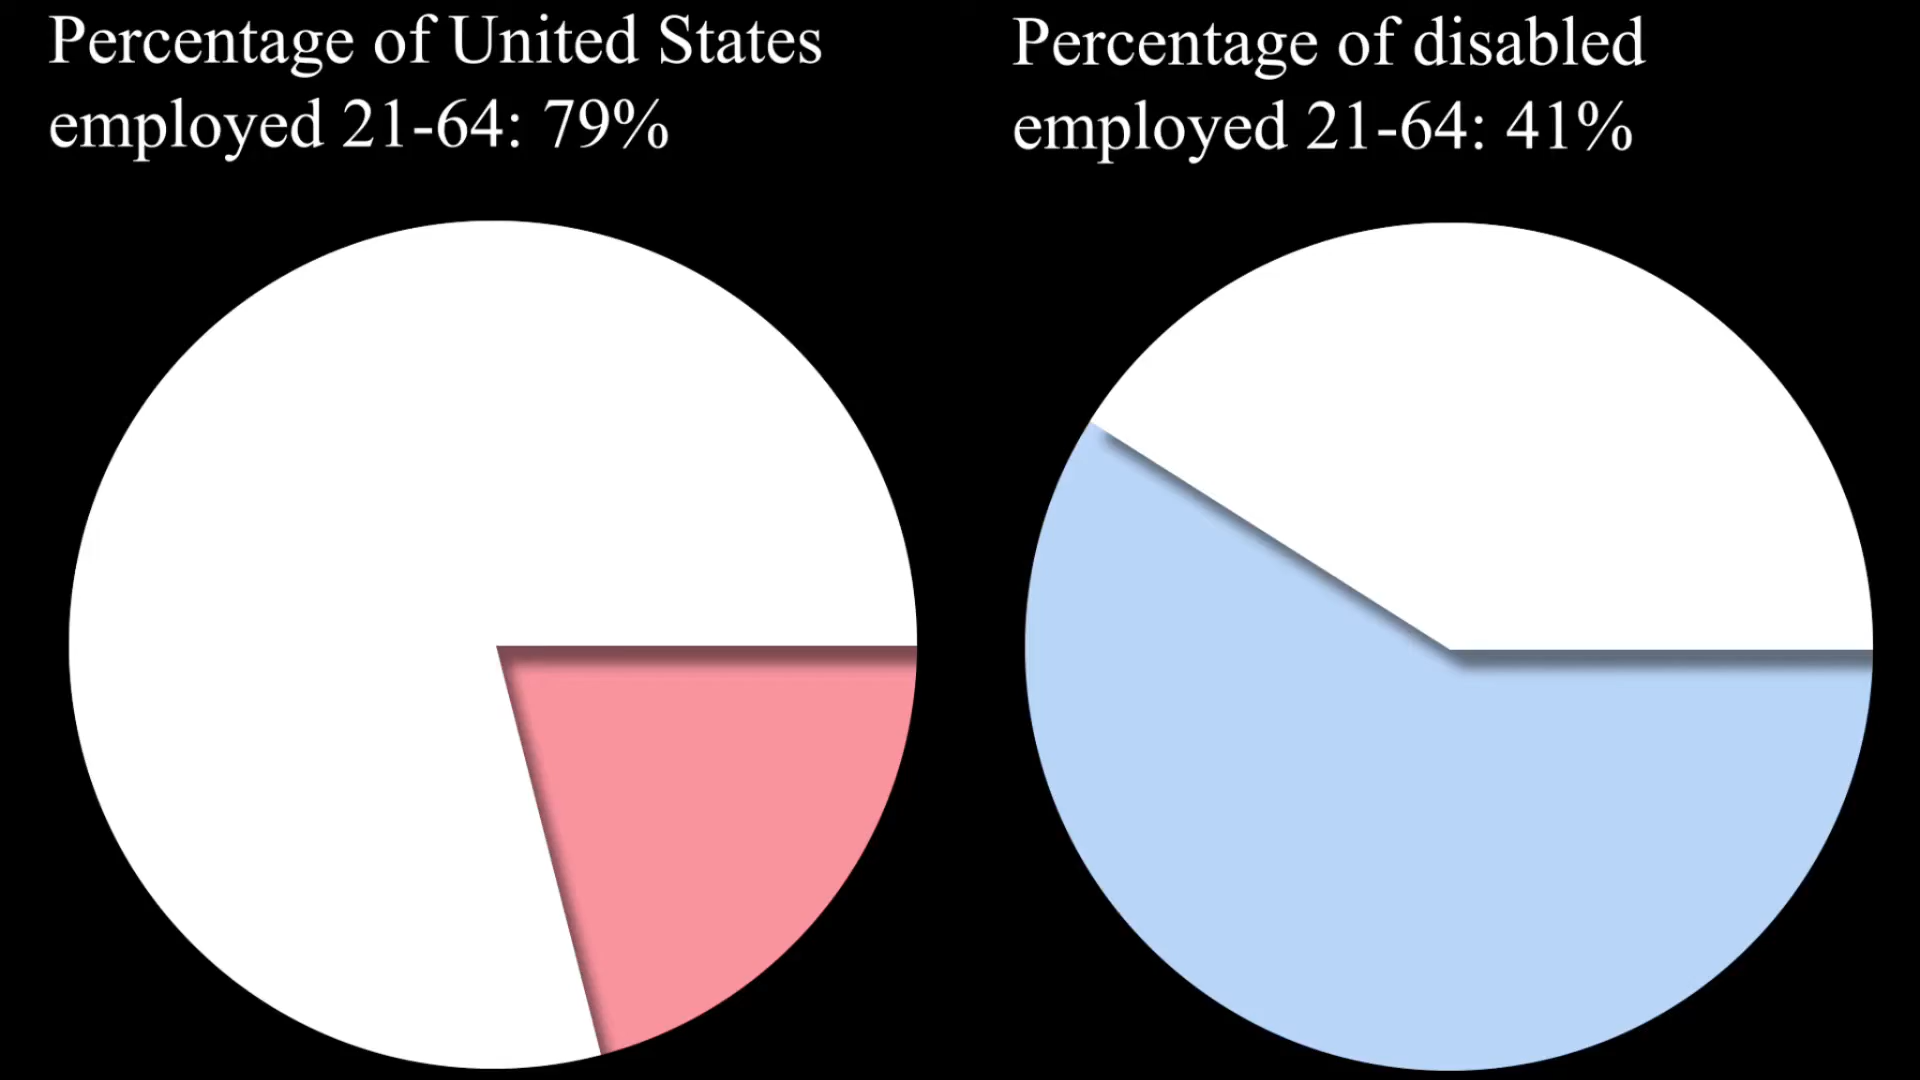 Percentage of United States
employed 21-64: 79%
Percentage of disabled
employed 21-64: 41%